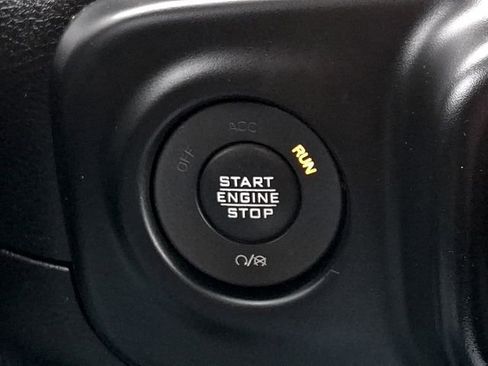 ACC
OFF
RUN
START
ENGINE
STOP